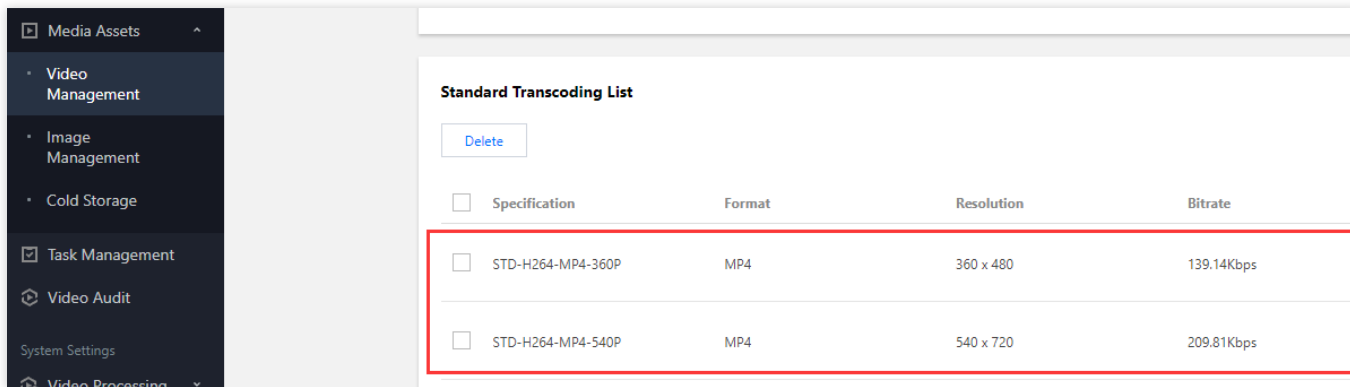 Media Assets
Video
Management
Image
Management
Cold Storage
Task Management
Video Audit
System Settings
Video Processing
Standard Transcoding List
Delete
Specification Format Resolution Bitrate
STD-H264-MP4-360P MP4 360 x 480 139.14Kbps
STD-H264-MP4-540P MP4 540 x 720 209.81Kbps